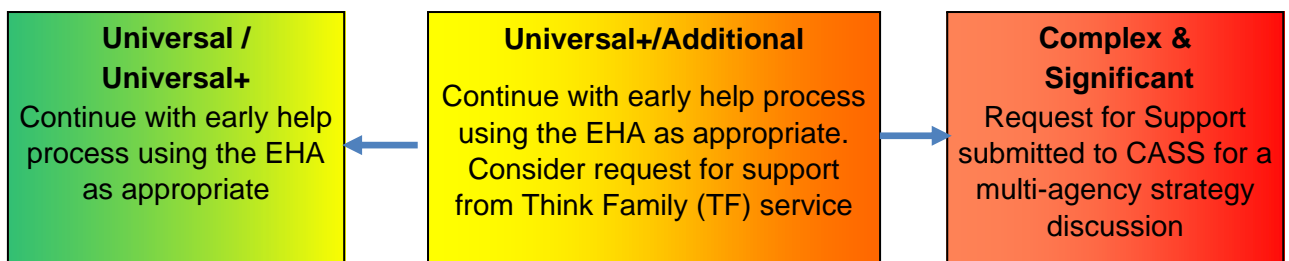 Universal /
Universal+
Continue with early help
process using the EHA
as appropriate
Universal+/Additional
Continue with early help process
using the EHA as appropriate.
Consider request for support
from Think Family (TF) service
Complex &
Significant
Request for Support
submitted to CASS for a
multi-agency strategy
discussion